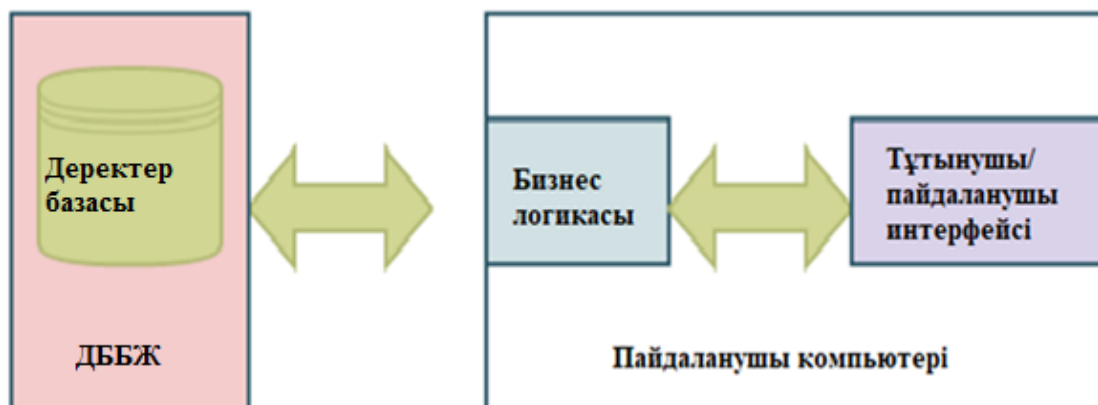 Деректер
базасы
ДББЖ
Бизнес
логикасы
Тұтынушы/
пайдаланушы
интерфейсі
Пайдаланушы компьютері